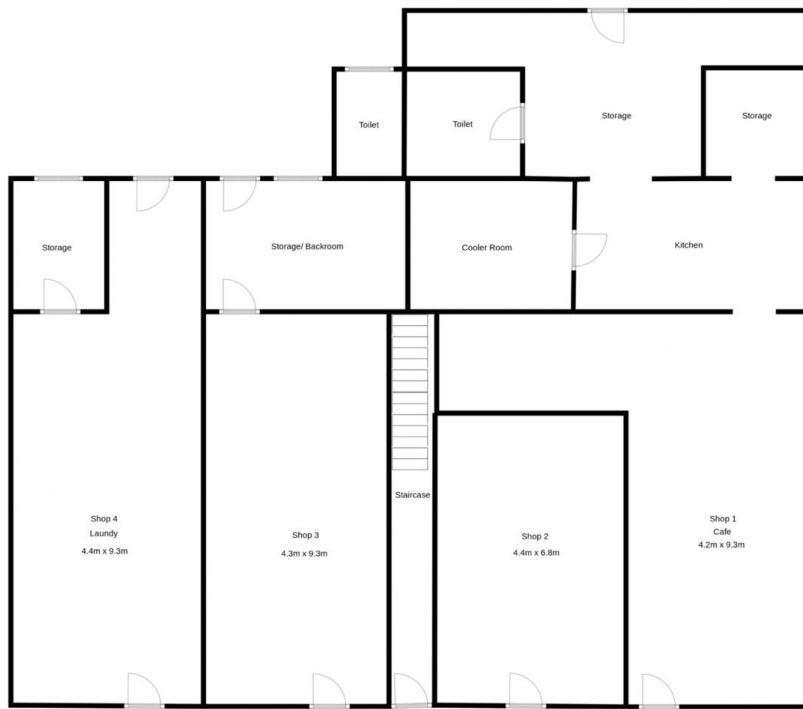 Toilet
Toilet
Storage
Storage
Storage
Storage/ Backroom
Cooler Room
Kitchen
Staircase
Shop 4
Laundy
4.4m x 9.3m
Shop 3
4.3m x 9.3m
Shop 2
4.4m x 6.8m
Shop 1
Cafe
4.2m x 9.3m